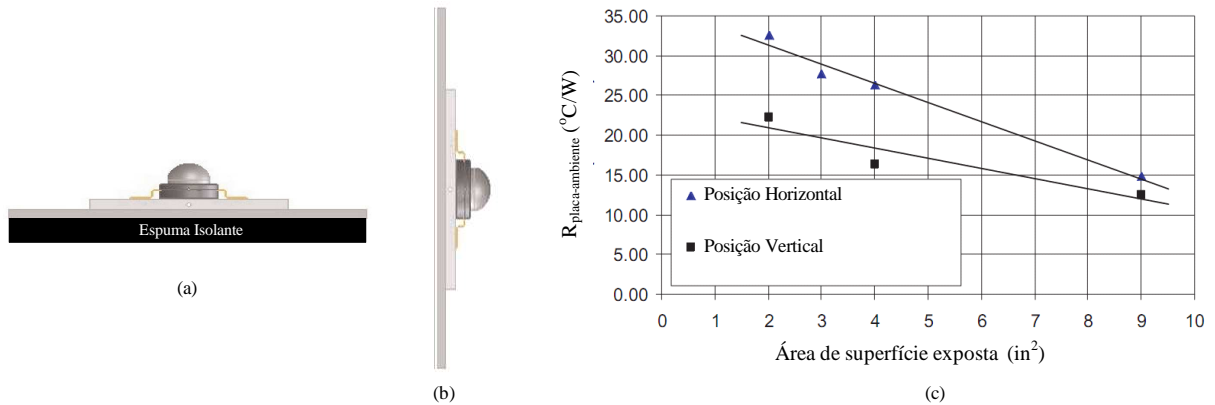 Espuma Isolante
(a)
(b)
(c)
R placa-ambiente (°C/W)
35.00
30.00
25.00
20.00
15.00
10.00
5.00
0.00
Posição Horizontal
Posição Vertical
0 1 2 3 4 5 6 7 8 9 10
Área de superfície exposta (in²)